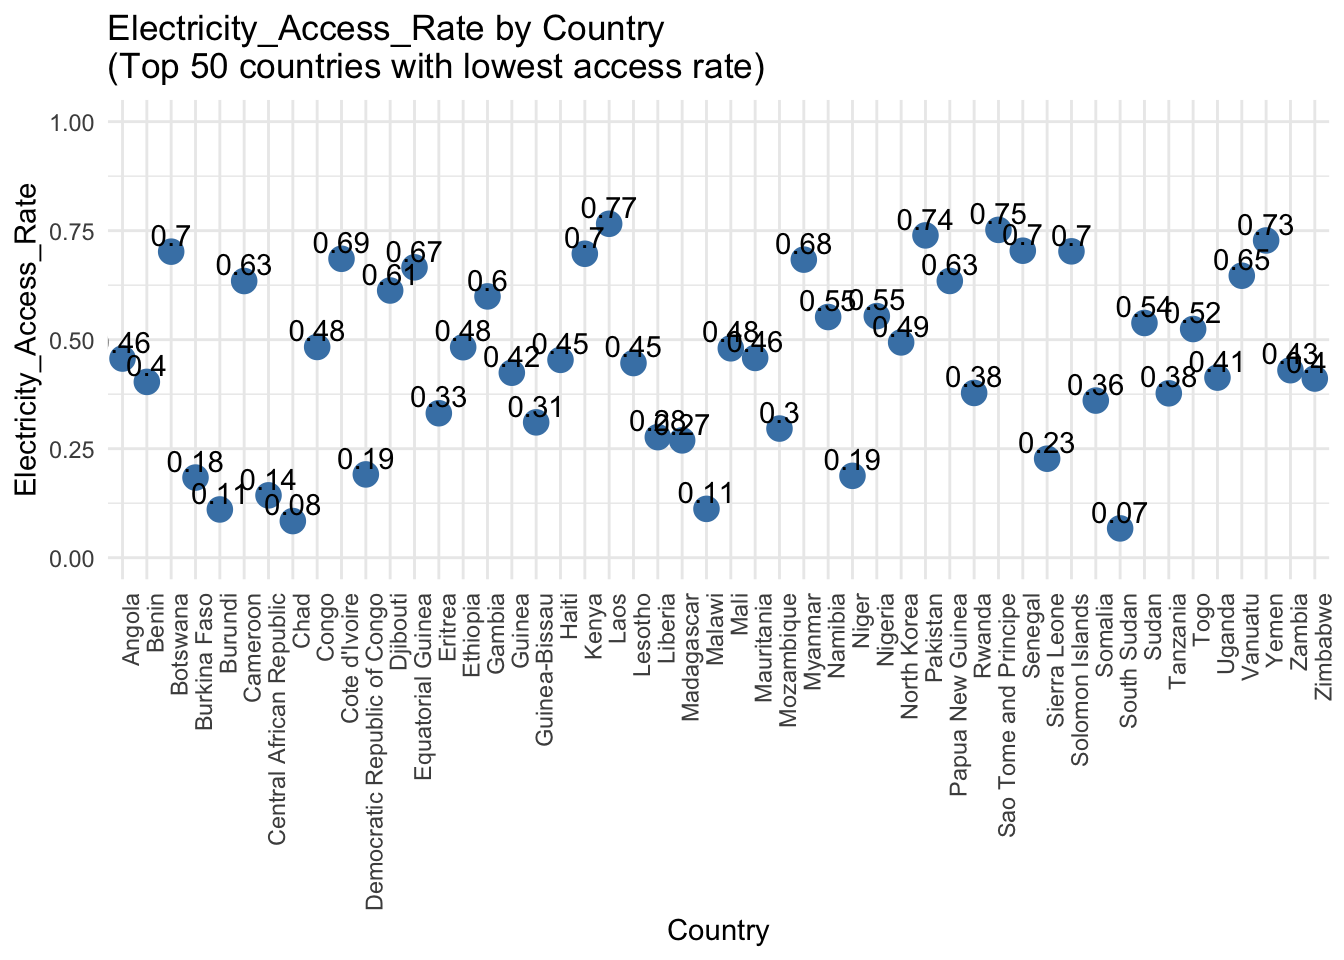 Electricity_Access_Rate by Country
(Top 50 countries with lowest access rate)
Electricity_Access_Rate
1.00
0.75
0.50
0.25
0.00
.46
0.4
0.7
0.18
0.11
0.63
0.14
0.08
0.48
0.69
0.19
0.61
0.67
0.33
0.48
0.6
0.42
0.31
0.45
0.7
0.77
0.45
0.28
0.27
0.11
0.48
0.46
0.3
0.68
0.55
0.19
0.55
0.49
0.74
0.63
0.38
0.75
0.7
0.23
0.7
0.36
0.07
0.54
0.38
0.52
0.41
0.65
0.73
0.43
0.41
Angola
Benin
Botswana
Burkina Faso
Burundi
Cameroon
Central African Republic
Chad
Congo
Cote d'Ivoire
Democratic Republic of Congo
Djibouti
Equatorial Guinea
Eritrea
Ethiopia
Gambia
Guinea
Guinea-Bissau
Haiti
Kenya
Laos
Lesotho
Liberia
Madagascar
Malawi
Mali
Mauritania
Mozambique
Myanmar
Namibia
Niger
Nigeria
North Korea
Pakistan
Papua New Guinea
Rwanda
Sao Tome and Principe
Senegal
Sierra Leone
Solomon Islands
Somalia
South Sudan
Sudan
Tanzania
Togo
Uganda
Vanuatu
Yemen
Zambia
Zimbabwe
Country